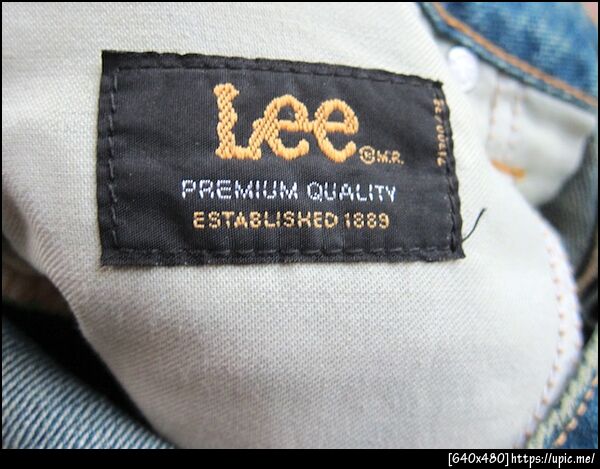 Lee ® M.R.
PREMIUM QUALITY
ESTABLISHED 1889
[640x480]https://upic.me/